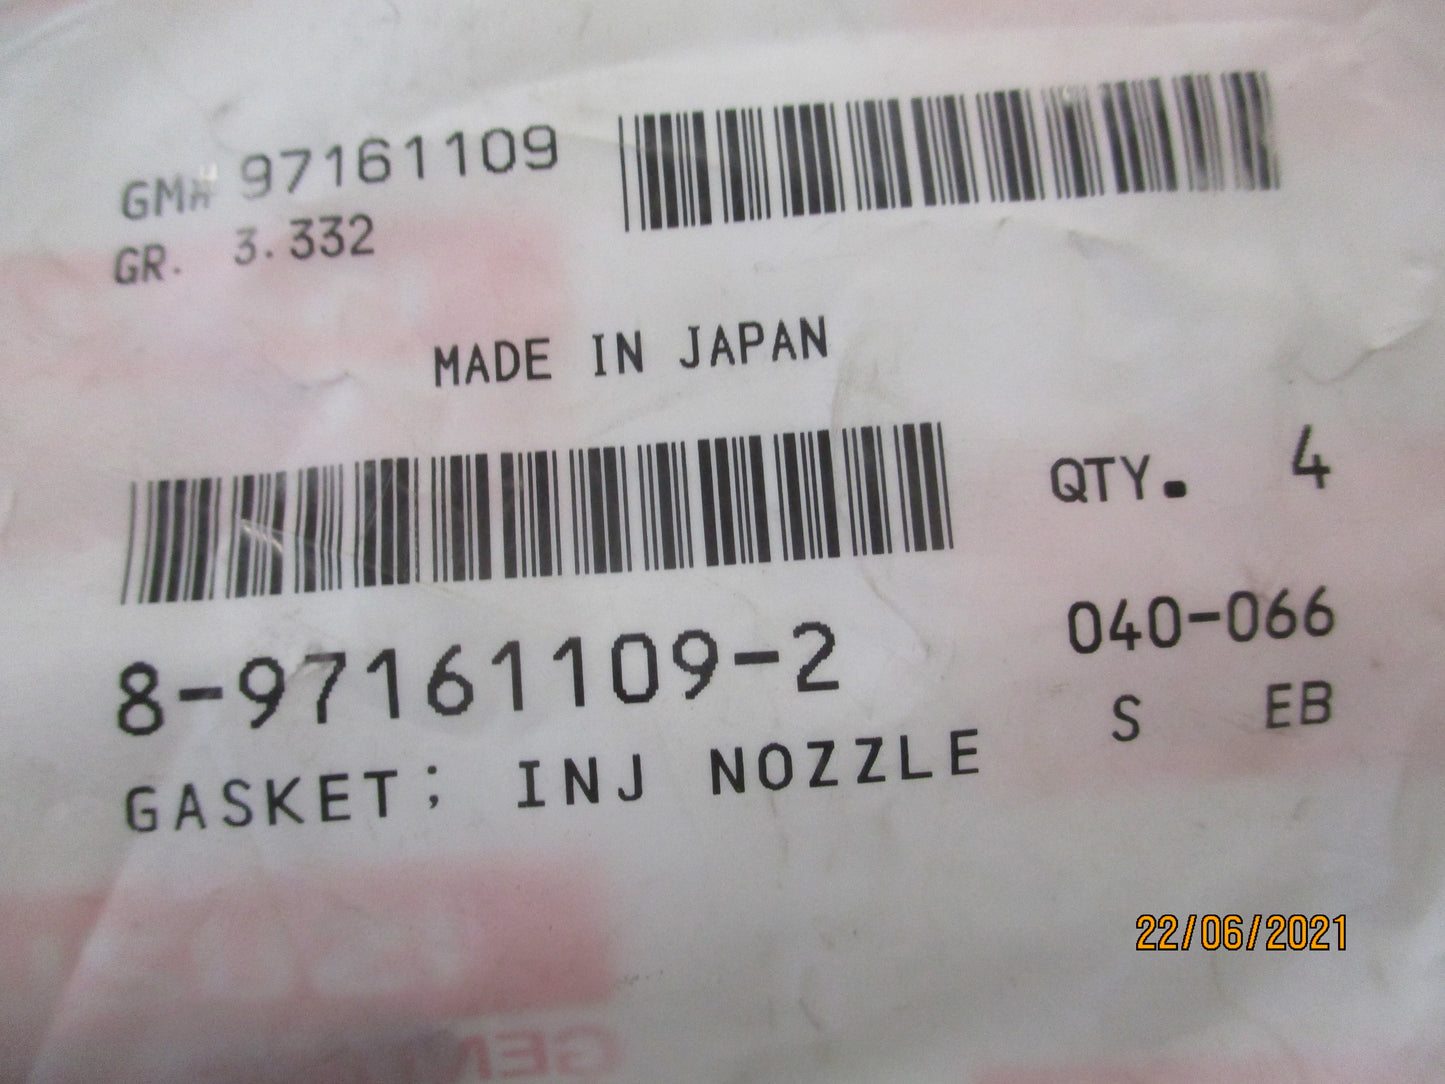 GM# 97161109
GR. 3.332
MADE IN JAPAN
QTY. 4
8-97161109-2
040-066
S EB
GASKET; INJ NOZZLE
22/06/2021